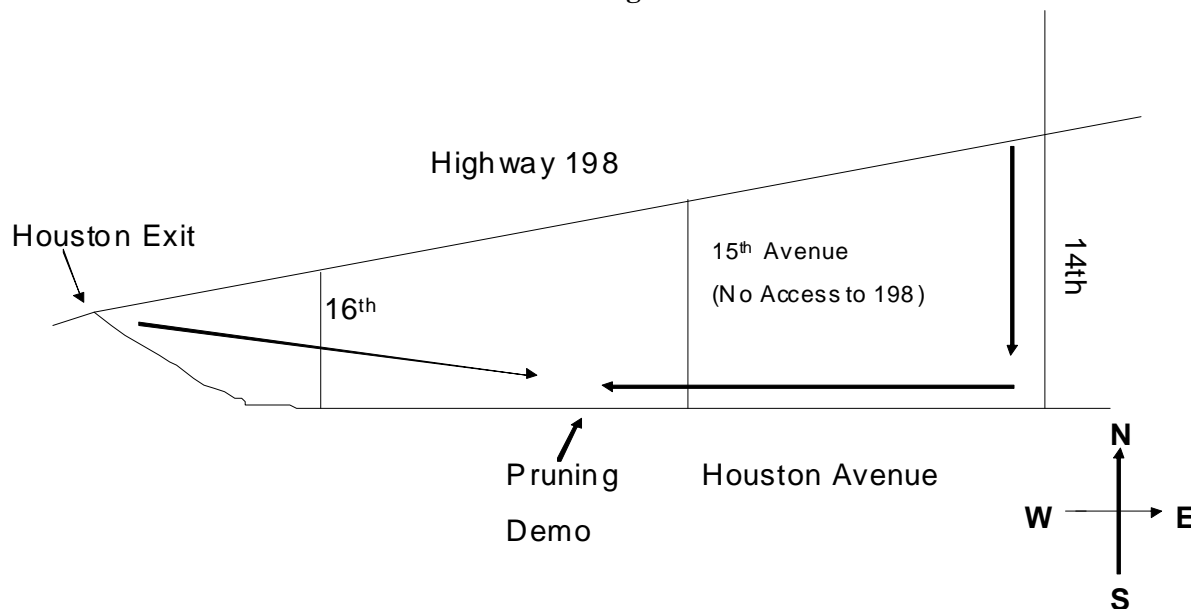 g
Highway 198
Houston Exit
15th Avenue
(No Access to 198)
14th
16th
Pruning
Demo
Houston Avenue
N
W
E
S